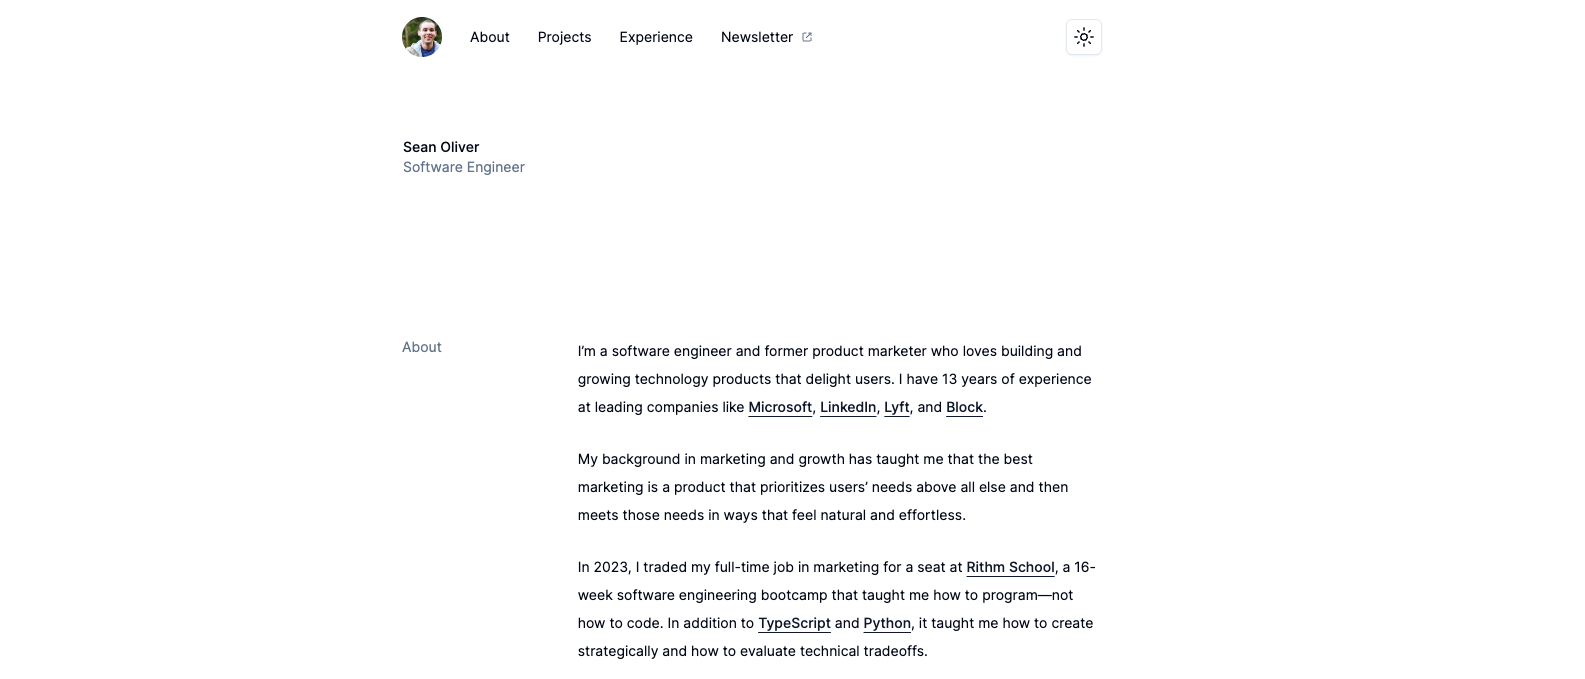 About Projects Experience Newsletter
Sean Oliver
Software Engineer
About
I’m a software engineer and former product marketer who loves building and
growing technology products that delight users. I have 13 years of experience
at leading companies like Microsoft, LinkedIn, Lyft, and Block.
My background in marketing and growth has taught me that the best
marketing is a product that prioritizes users’ needs above all else and then
meets those needs in ways that feel natural and effortless.
In 2023, I traded my full-time job in marketing for a seat at Rithm School, a 16-
week software engineering bootcamp that taught me how to program—not
how to code. In addition to TypeScript and Python, it taught me how to create
strategically and how to evaluate technical tradeoffs.